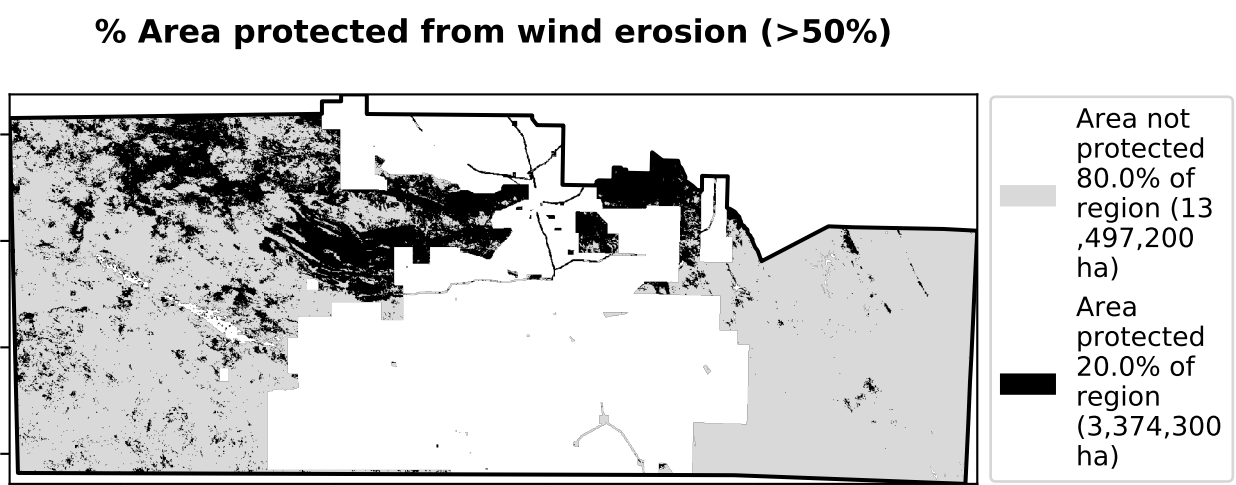 % Area protected from wind erosion (>50%)
Area not
protected
80.0% of
region (13
,497,200
ha)
Area
protected
20.0% of
region
(3,374,300
ha)